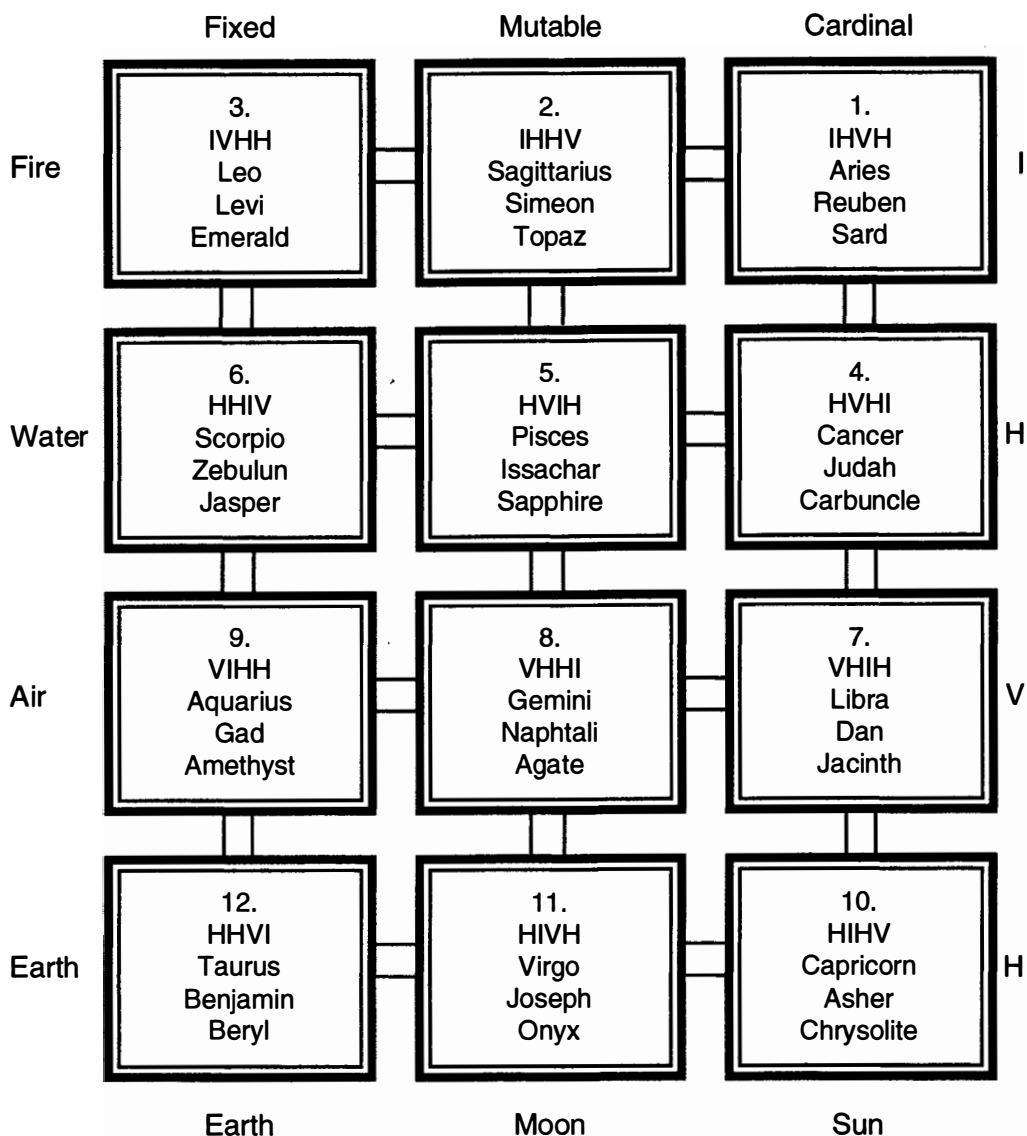 Fixed Mutable Cardinal
Fire
3.
IVHH
Leo
Levi
Emerald
2.
IHHV
Sagittarius
Simeon
Topaz
1.
IHVH
Aries
Reuben
Sard
I
Water
6.
HHIV
Scorpio
Zebulun
Jasper
5.
HVIH
Pisces
Issachar
Sapphire
4.
HVHI
Cancer
Judah
Carbuncle
H
Air
9.
VIHH
Aquarius
Gad
Amethyst
8.
VHHI
Gemini
Naphtali
Agate
7.
VHIH
Libra
Dan
Jacinth
V
Earth
12.
HHVI
Taurus
Benjamin
Beryl
11.
HIVH
Virgo
Joseph
Onyx
10.
HIHV
Capricorn
Asher
Chrysolite
H
Earth Moon Sun